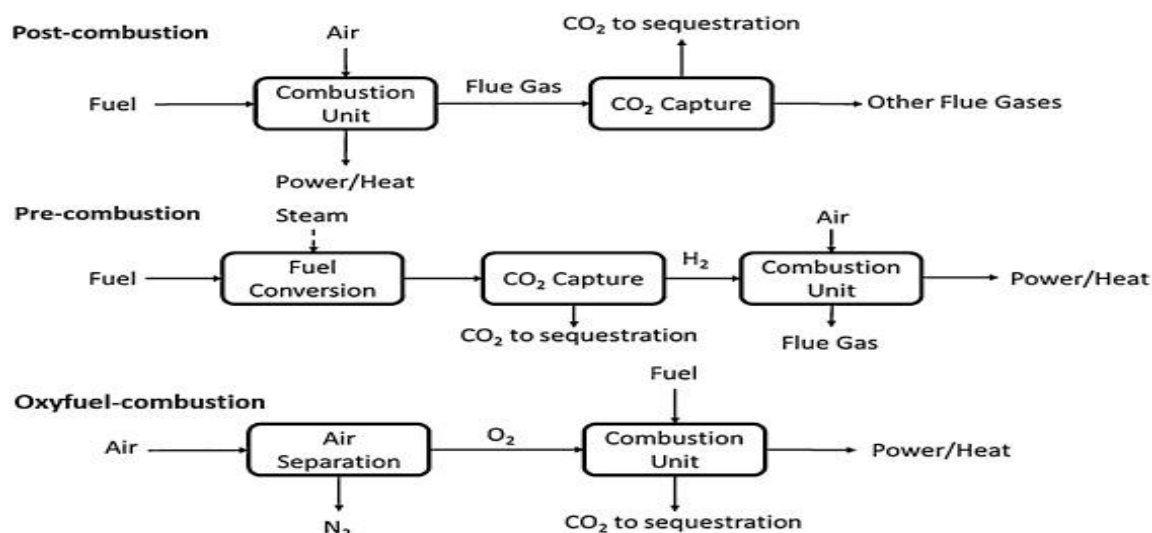 Post-combustion
Air
CO₂ to sequestration
Fuel
Combustion
Unit
Flue Gas
CO₂ Capture
Other Flue Gases
Power/Heat
Pre-combustion
Steam
Air
Fuel
Fuel
Conversion
CO₂ Capture
H₂
Combustion
Unit
Power/Heat
CO₂ to sequestration
Flue Gas
Oxyfuel-combustion
Fuel
Air
Air
Separation
O₂
Combustion
Unit
Power/Heat
N₂
CO₂ to sequestration